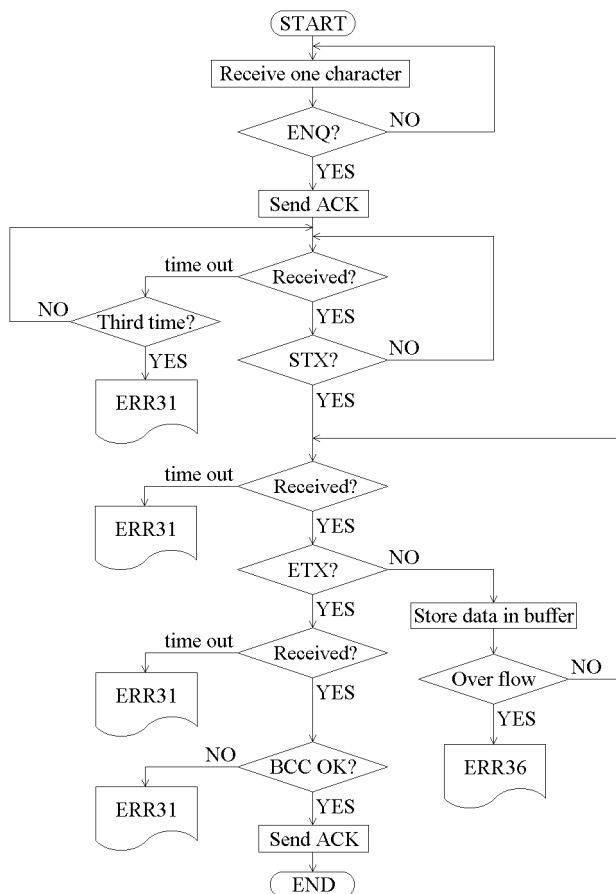 START
Receive one character
ENQ?
NO
YES
Send ACK
time out
Received?
YES
NO
Third time?
YES
STX?
NO
YES
ERR31
time out
Received?
YES
ERR31
ETX?
NO
YES
Store data in buffer
time out
Received?
YES
ERR31
Over flow
NO
YES
ERR36
NO
BCC OK?
YES
ERR31
Send ACK
END